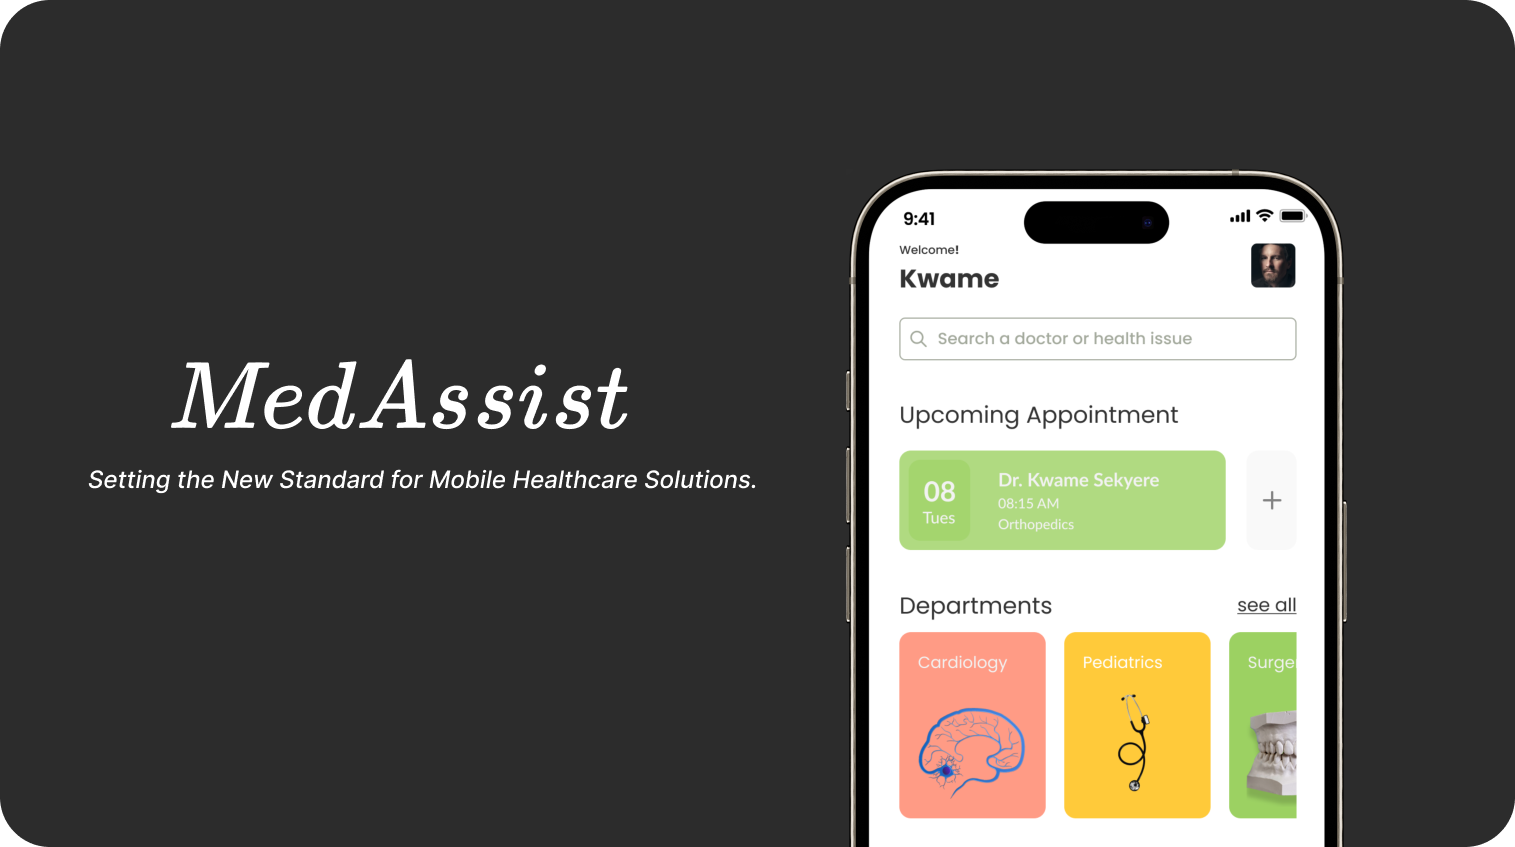 MedAssist
Setting the New Standard for Mobile Healthcare Solutions.
9:41
Welcome!
Kwame
Search a doctor or health issue
Upcoming Appointment
08
Tues
Dr. Kwame Sekyere
08:15 AM
Orthopedics
Departments
see all
Cardiology
Pediatrics